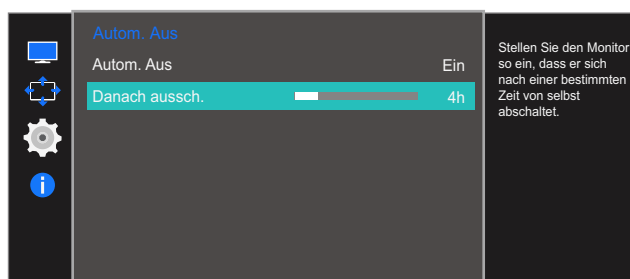 Autom. Aus
Autom. Aus Ein
Danach aussch. 4h
Stellen Sie den Monitor
so ein, dass er sich
nach einer bestimmten
Zeit von selbst
abschaltet.